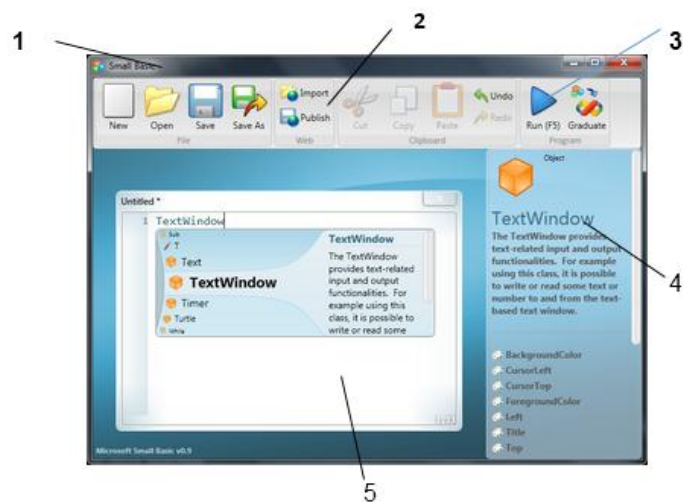 1
2
3
Small Basic
New
Open
Save
Save As
File
Import
Publish
Web
Cut
Copy
Paste
Undo
Redo
Clipboard
Run (F5)
Graduate
Program
Untitled *
1 TextWindow
Sub
T
Text
TextWindow
Timer
Turtle
While
TextWindow
The TextWindow
provides text-related
input and output
functionalities. For
example using this
class, it is possible to
write or read some
Object
TextWindow
The TextWindow provides
text-related input and output
functionalities. For example
using this class, it is possible
to write or read some text or
number to and from the text-
based text window.
4
BackgroundColor
CursorLeft
CursorTop
ForegroundColor
Left
Title
Top
Microsoft Small Basic v0.9
5